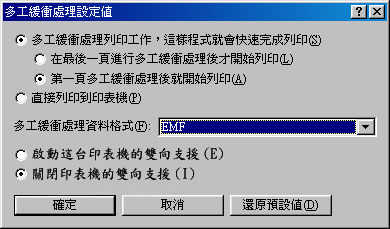 多工緩衝處理設定值
多工緩衝處理列印工作，這樣程式就會快速完成列印(S)
在最後一頁進行多工緩衝處理後才開始列印(L)
第一頁多工緩衝處理後就開始列印(A)
直接列印到印表機(P)
多工緩衝處理資料格式(F): EMF
啟動這台印表機的雙向支援(E)
關閉印表機的雙向支援(I)
確定 取消 還原預設值(D)